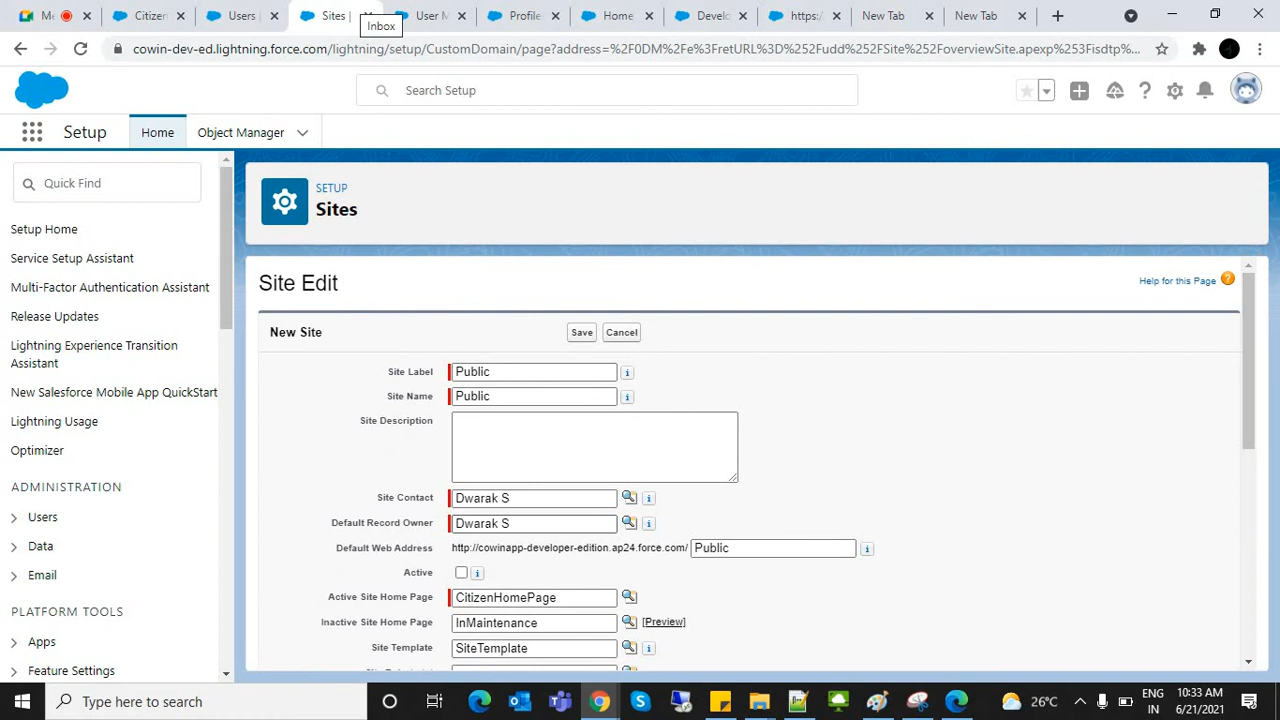 Me
Citizen
Users |
Sites |
User M
Profile
Home
Develo
https:/
New Tab
New Tab
Inbox
cowin-dev-ed.lightning.force.com/lightning/setup/CustomDomain/page?address=%2F0DM%2Fe%3FretURL%3D%252Fudd%252FSite%252FoverviewSite.apexp%253Fisdtp...
Search Setup
Setup
Home
Object Manager
Quick Find
Setup Home
Service Setup Assistant
Multi-Factor Authentication Assistant
Release Updates
Lightning Experience Transition
Assistant
New Salesforce Mobile App QuickStart
Lightning Usage
Optimizer
ADMINISTRATION
Users
Data
Email
PLATFORM TOOLS
Apps
Feature Settings
SETUP
Sites
Site Edit
Help for this Page
New Site
Save
Cancel
Site Label
Public
Site Name
Public
Site Description
Site Contact
Dwarak S
Default Record Owner
Dwarak S
Default Web Address
http://cowinapp-developer-edition.ap24.force.com/
Public
Active
Active Site Home Page
CitizenHomePage
Inactive Site Home Page
InMaintenance
[Preview]
Site Template
SiteTemplate
Type here to search
26°C
ENG
IN
10:33 AM
6/21/2021